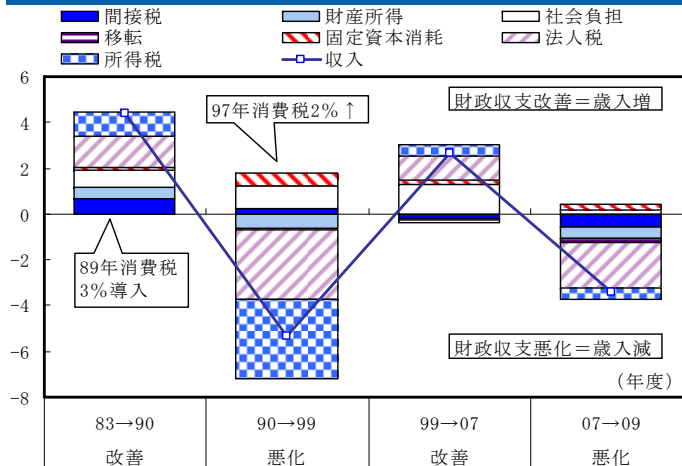 間接税 財産所得 社会負担
移転 固定資本消耗 法人税
所得税 収入
6
4
2
0
−2
−4
−6
−8
97年消費税2%↑
財政収支改善＝歳入増
89年消費税
3%導入
財政収支悪化＝歳入減
(年度)
83→90 90→99 99→07 07→09
改善 悪化 改善 悪化